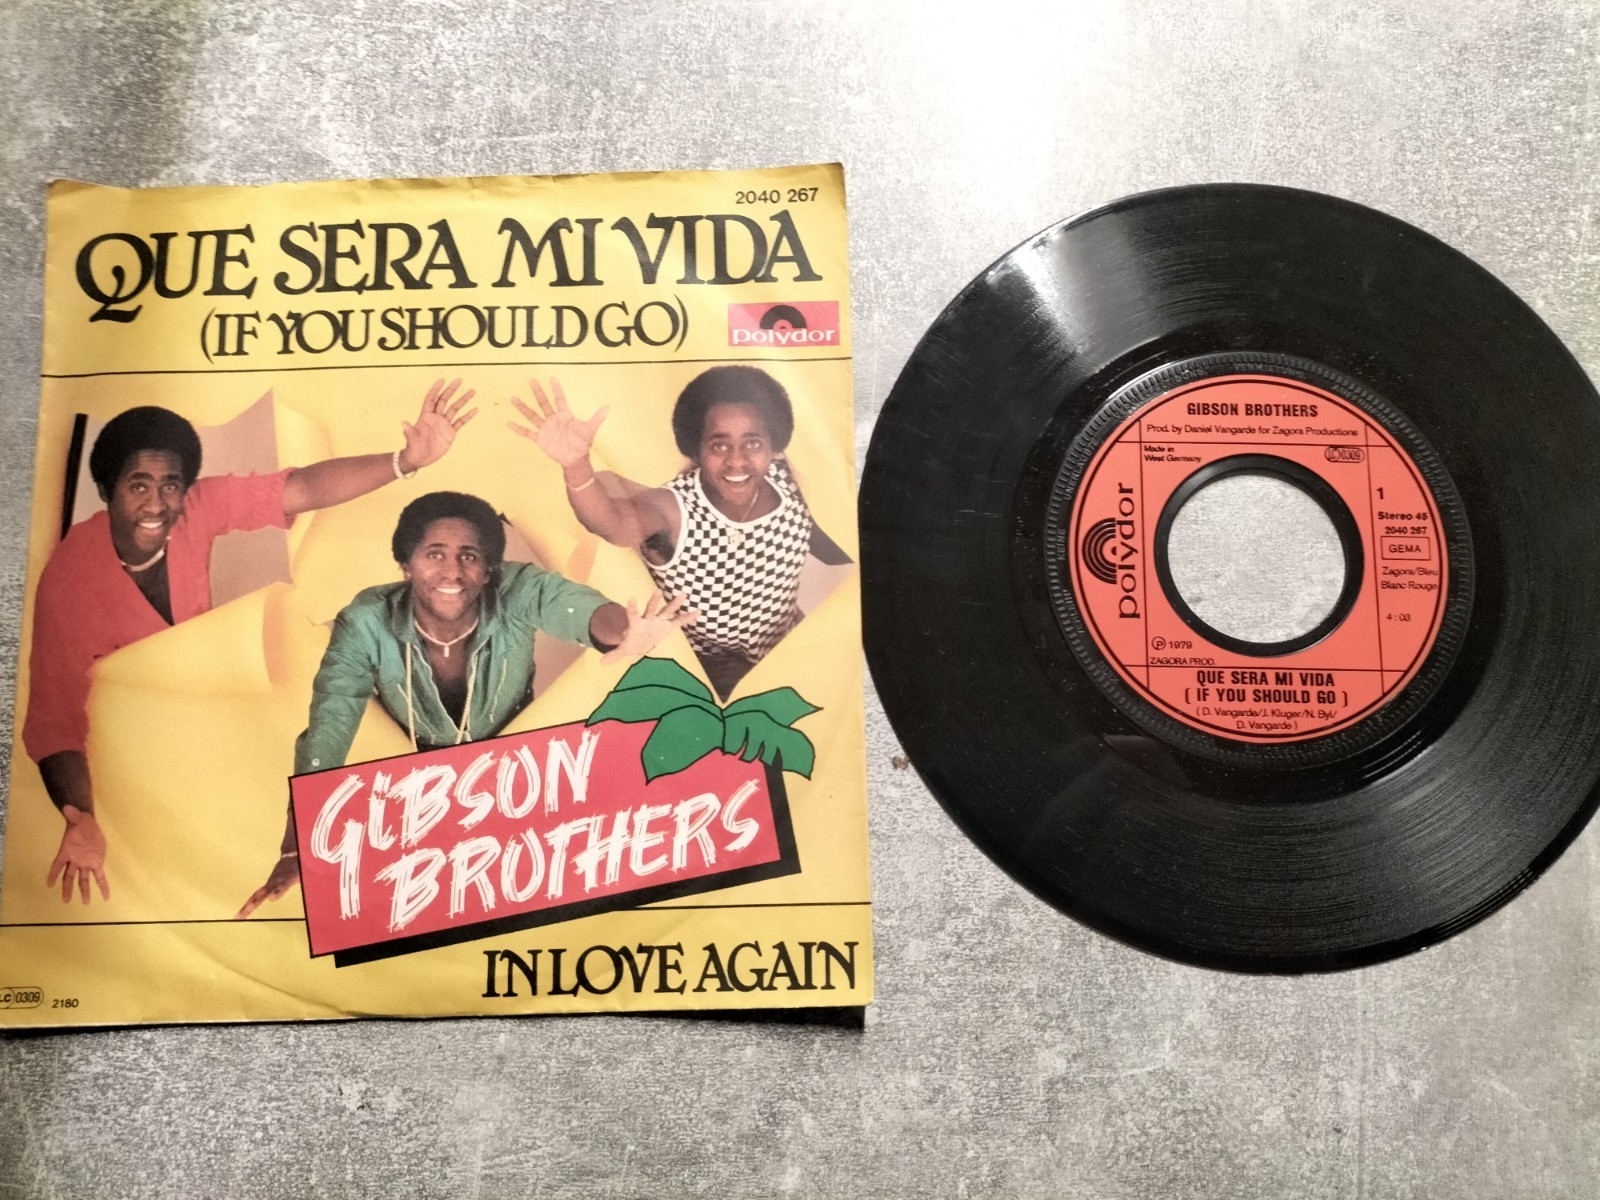 2040 267
QUE SERA MI VIDA
(IF YOU SHOULD GO)
polydor
GIBSON
BROTHERS
IN LOVE AGAIN
LC 0309
2180
GIBSON BROTHERS
Prod. by Daniel Vangarde for Zagora Productions
Made in
West Germany
LC 0309
polydor
1
Stereo 45
2040 267
GEMA
Zagora/Bleu
Blanc Rouge
4:03
Ⓟ 1979
ZAGORA PROD.
QUE SERA MI VIDA
( IF YOU SHOULD GO )
( D. Vangarde/J. Kluger/N. Byl/
D. Vangarde )